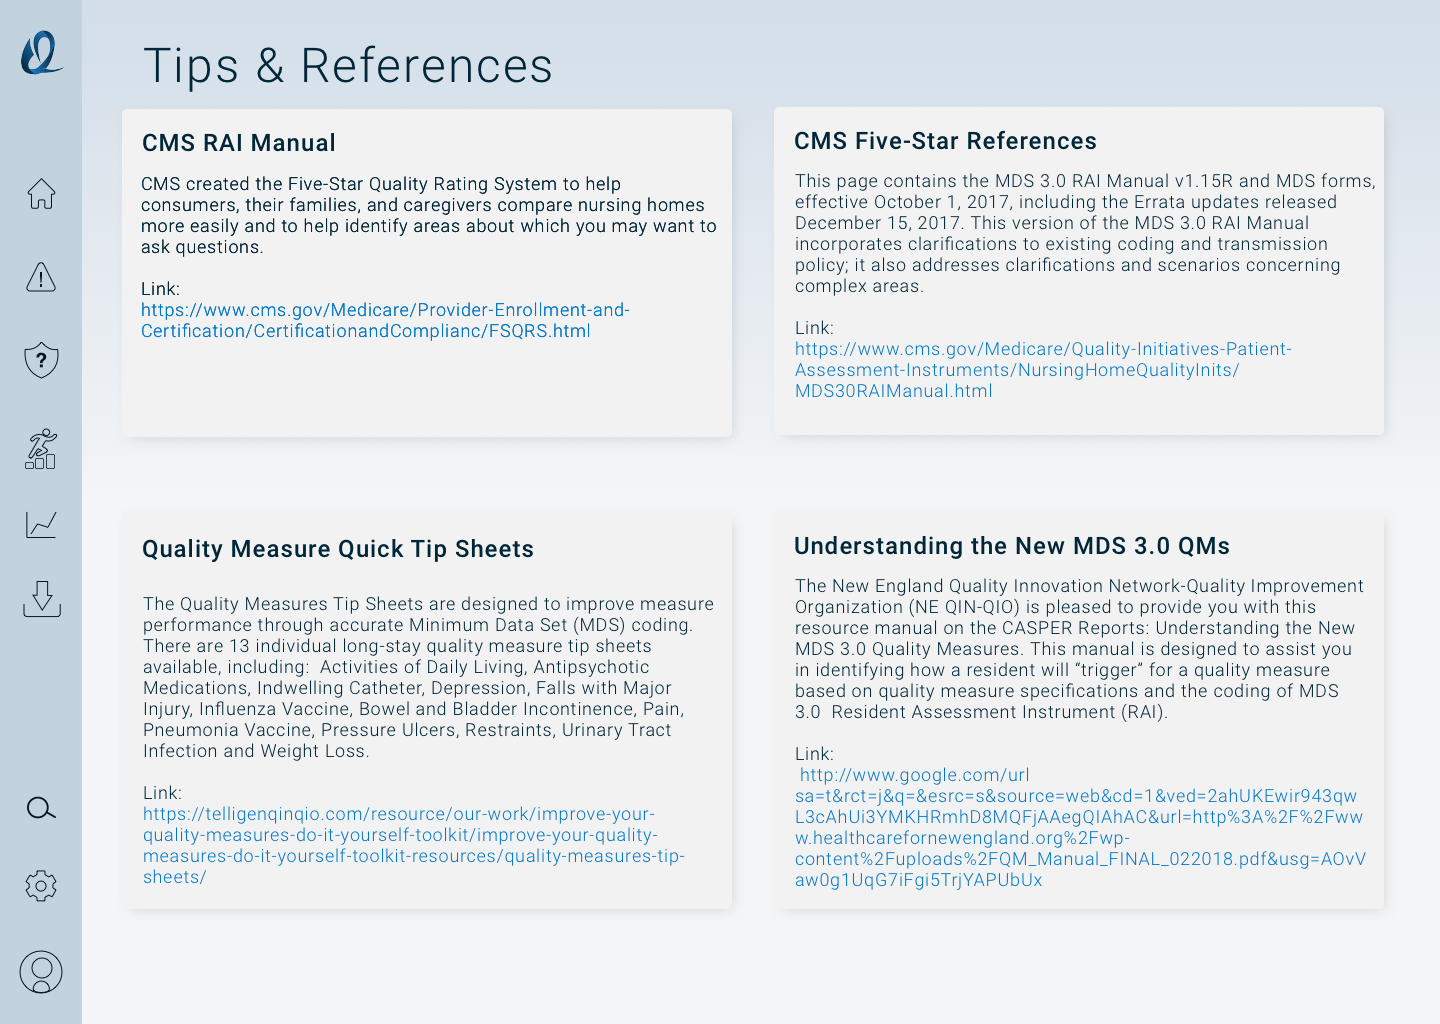 Tips & References
CMS RAI Manual
CMS created the Five-Star Quality Rating System to help
consumers, their families, and caregivers compare nursing homes
more easily and to help identify areas about which you may want to
ask questions.
Link:
https://www.cms.gov/Medicare/Provider-Enrollment-and-
Certification/CertificationandComplianc/FSQRS.html
CMS Five-Star References
This page contains the MDS 3.0 RAI Manual v1.15R and MDS forms,
effective October 1, 2017, including the Errata updates released
December 15, 2017. This version of the MDS 3.0 RAI Manual
incorporates clarifications to existing coding and transmission
policy; it also addresses clarifications and scenarios concerning
complex areas.
Link:
https://www.cms.gov/Medicare/Quality-Initiatives-Patient-
Assessment-Instruments/NursingHomeQualityInits/
MDS30RAIManual.html
Quality Measure Quick Tip Sheets
The Quality Measures Tip Sheets are designed to improve measure
performance through accurate Minimum Data Set (MDS) coding.
There are 13 individual long-stay quality measure tip sheets
available, including:  Activities of Daily Living, Antipsychotic
Medications, Indwelling Catheter, Depression, Falls with Major
Injury, Influenza Vaccine, Bowel and Bladder Incontinence, Pain,
Pneumonia Vaccine, Pressure Ulcers, Restraints, Urinary Tract
Infection and Weight Loss.
Link:
https://telligenqinqio.com/resource/our-work/improve-your-
quality-measures-do-it-yourself-toolkit/improve-your-quality-
measures-do-it-yourself-toolkit-resources/quality-measures-tip-
sheets/
Understanding the New MDS 3.0 QMs
The New England Quality Innovation Network-Quality Improvement
Organization (NE QIN-QIO) is pleased to provide you with this
resource manual on the CASPER Reports: Understanding the New
MDS 3.0 Quality Measures. This manual is designed to assist you
in identifying how a resident will “trigger” for a quality measure
based on quality measure specifications and the coding of MDS
3.0  Resident Assessment Instrument (RAI).
Link:
http://www.google.com/url
sa=t&rct=j&q=&esrc=s&source=web&cd=1&ved=2ahUKEwir943qw
L3cAhUi3YMKHRmhD8MQFjAAegQIAhAC&url=http%3A%2F%2Fww
w.healthcarefornewengland.org%2Fwp-
content%2Fuploads%2FQM_Manual_FINAL_022018.pdf&usg=AOvV
aw0g1UqG7iFgi5TrjYAPUbUx